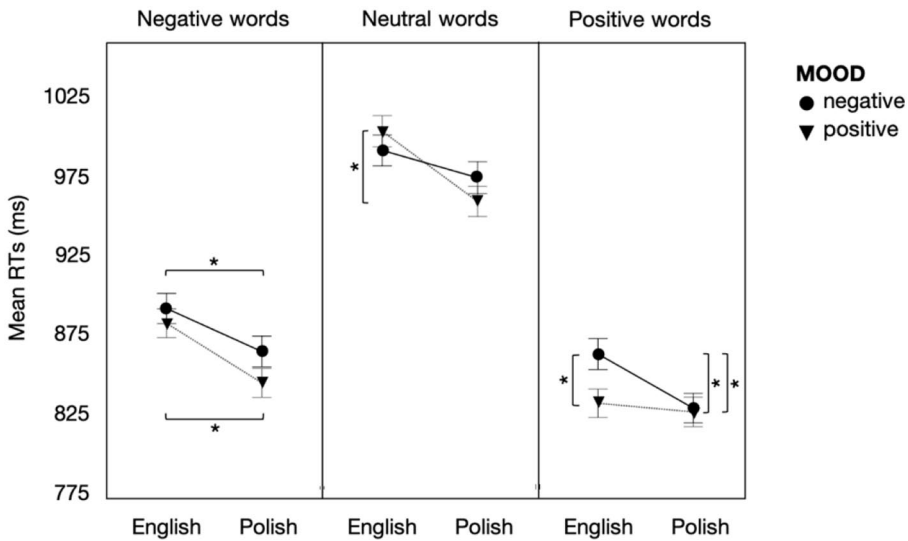 Negative words
Neutral words
Positive words
MOOD
negative
positive
Mean RTs (ms)
1025
975
925
875
825
775
*
*
*
*
*
*
English
Polish
English
Polish
English
Polish